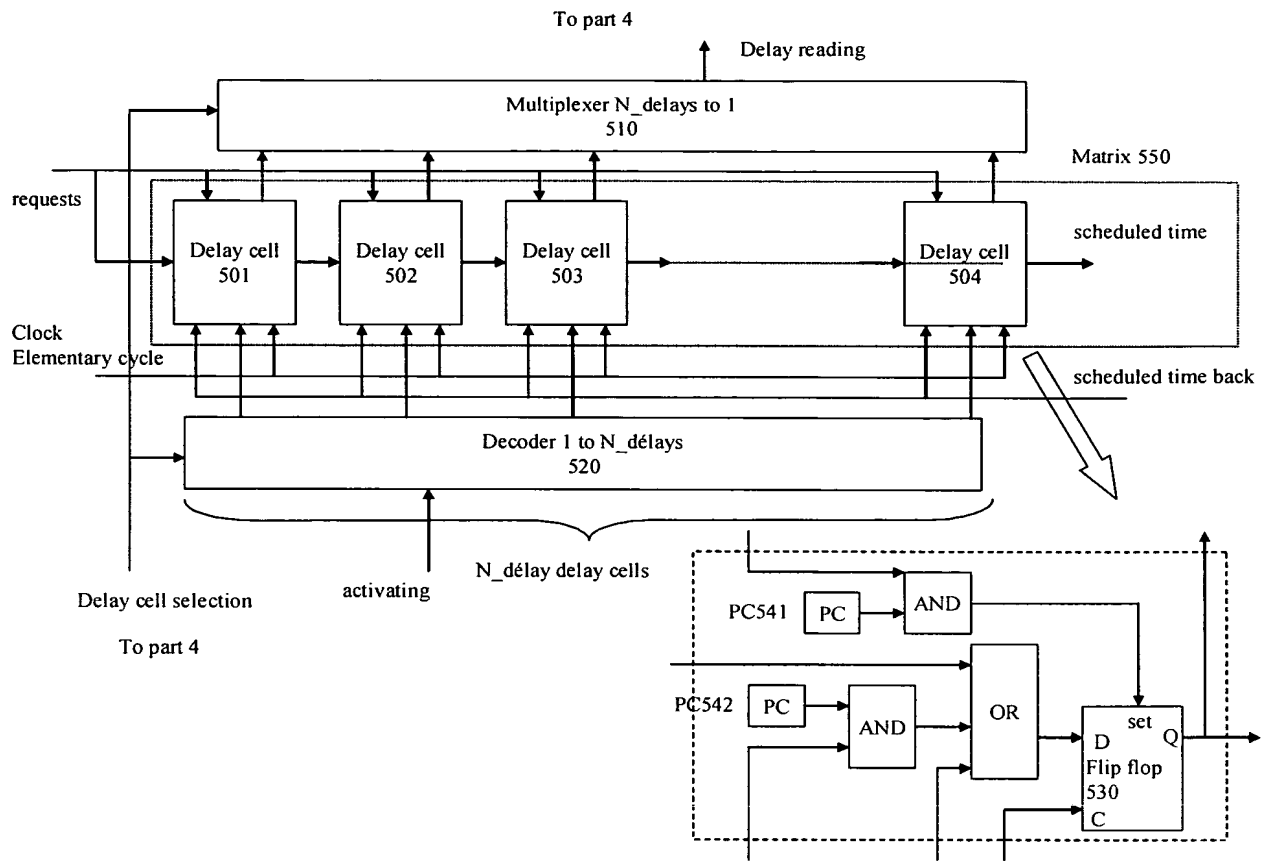 To part 4
Delay reading
Multiplexer N_delays to 1
510
Matrix 550
requests
Delay cell
501
Delay cell
502
Delay cell
503
Delay cell
504
scheduled time
Clock
Elementary cycle
scheduled time back
Decoder 1 to N_délays
520
N_délay delay cells
activating
Delay cell selection
To part 4
PC541
PC
AND
PC542
PC
AND
OR
set
D
Q
Flip flop
530
C